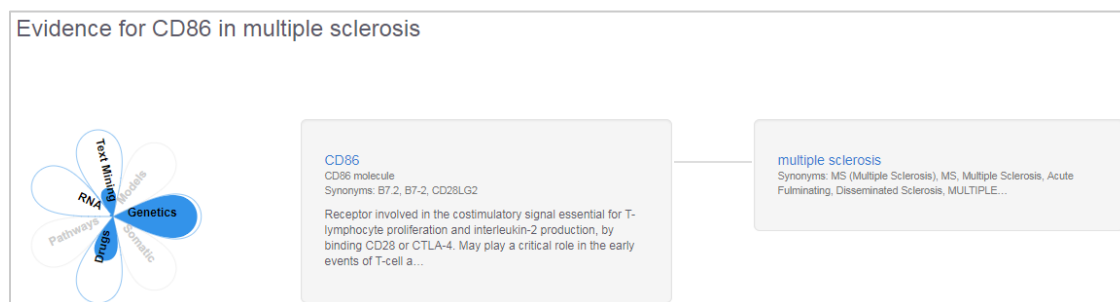 Evidence for CD86 in multiple sclerosis
Text Mining
Models
RNA
Genetics
Pathways
Somatic
Drugs
CD86
CD86 molecule
Synonyms: B7.2, B7-2, CD28LG2
Receptor involved in the costimulatory signal essential for T-
lymphocyte proliferation and interleukin-2 production, by
binding CD28 or CTLA-4. May play a critical role in the early
events of T-cell a...
multiple sclerosis
Synonyms: MS (Multiple Sclerosis), MS, Multiple Sclerosis, Acute
Fulminating, Disseminated Sclerosis, MULTIPLE...